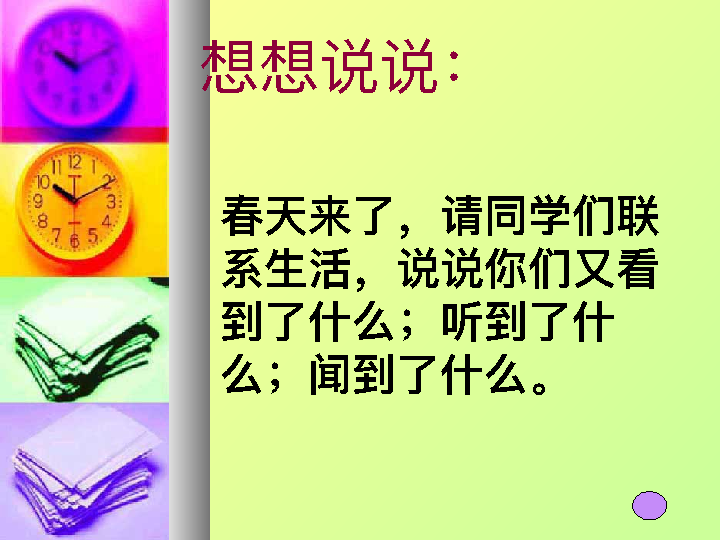 想想说说：
春天来了，请同学们联
系生活，说说你们又看
到了什么；听到了什
么；闻到了什么。